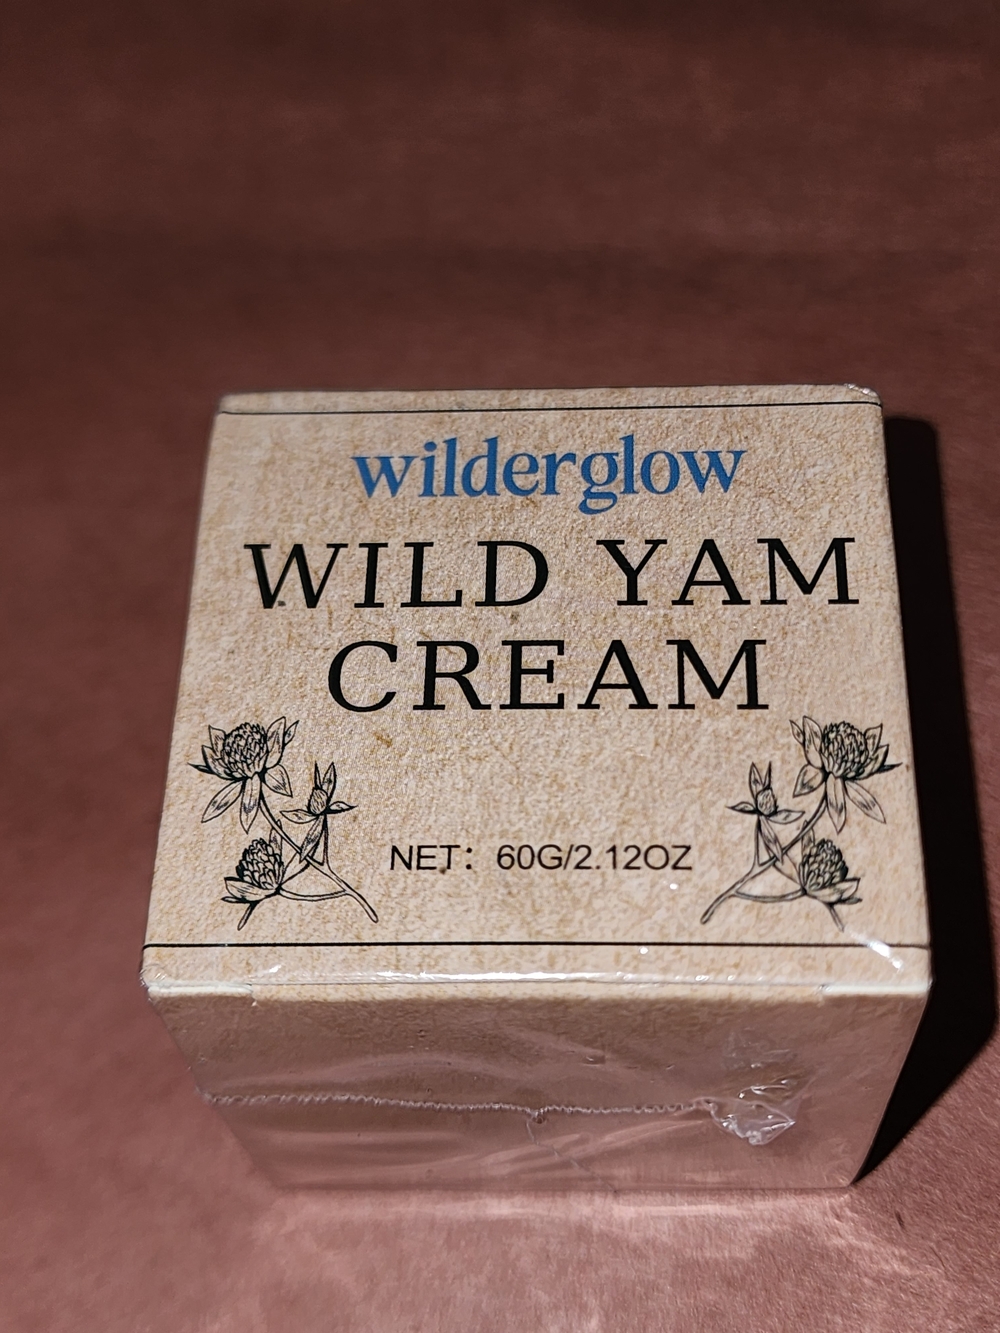 wilderglow
WILD YAM
CREAM
NET: 60G/2.12OZ